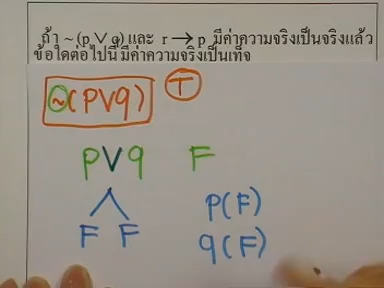 ถ้า ~ (p ∨ q) และ r → p มีค่าความจริงเป็นจริงแล้ว
ข้อใดต่อไปนี้ มีค่าความจริงเป็นเท็จ
~(p∨q) T
p∨q F
F F p(F)
q(F)